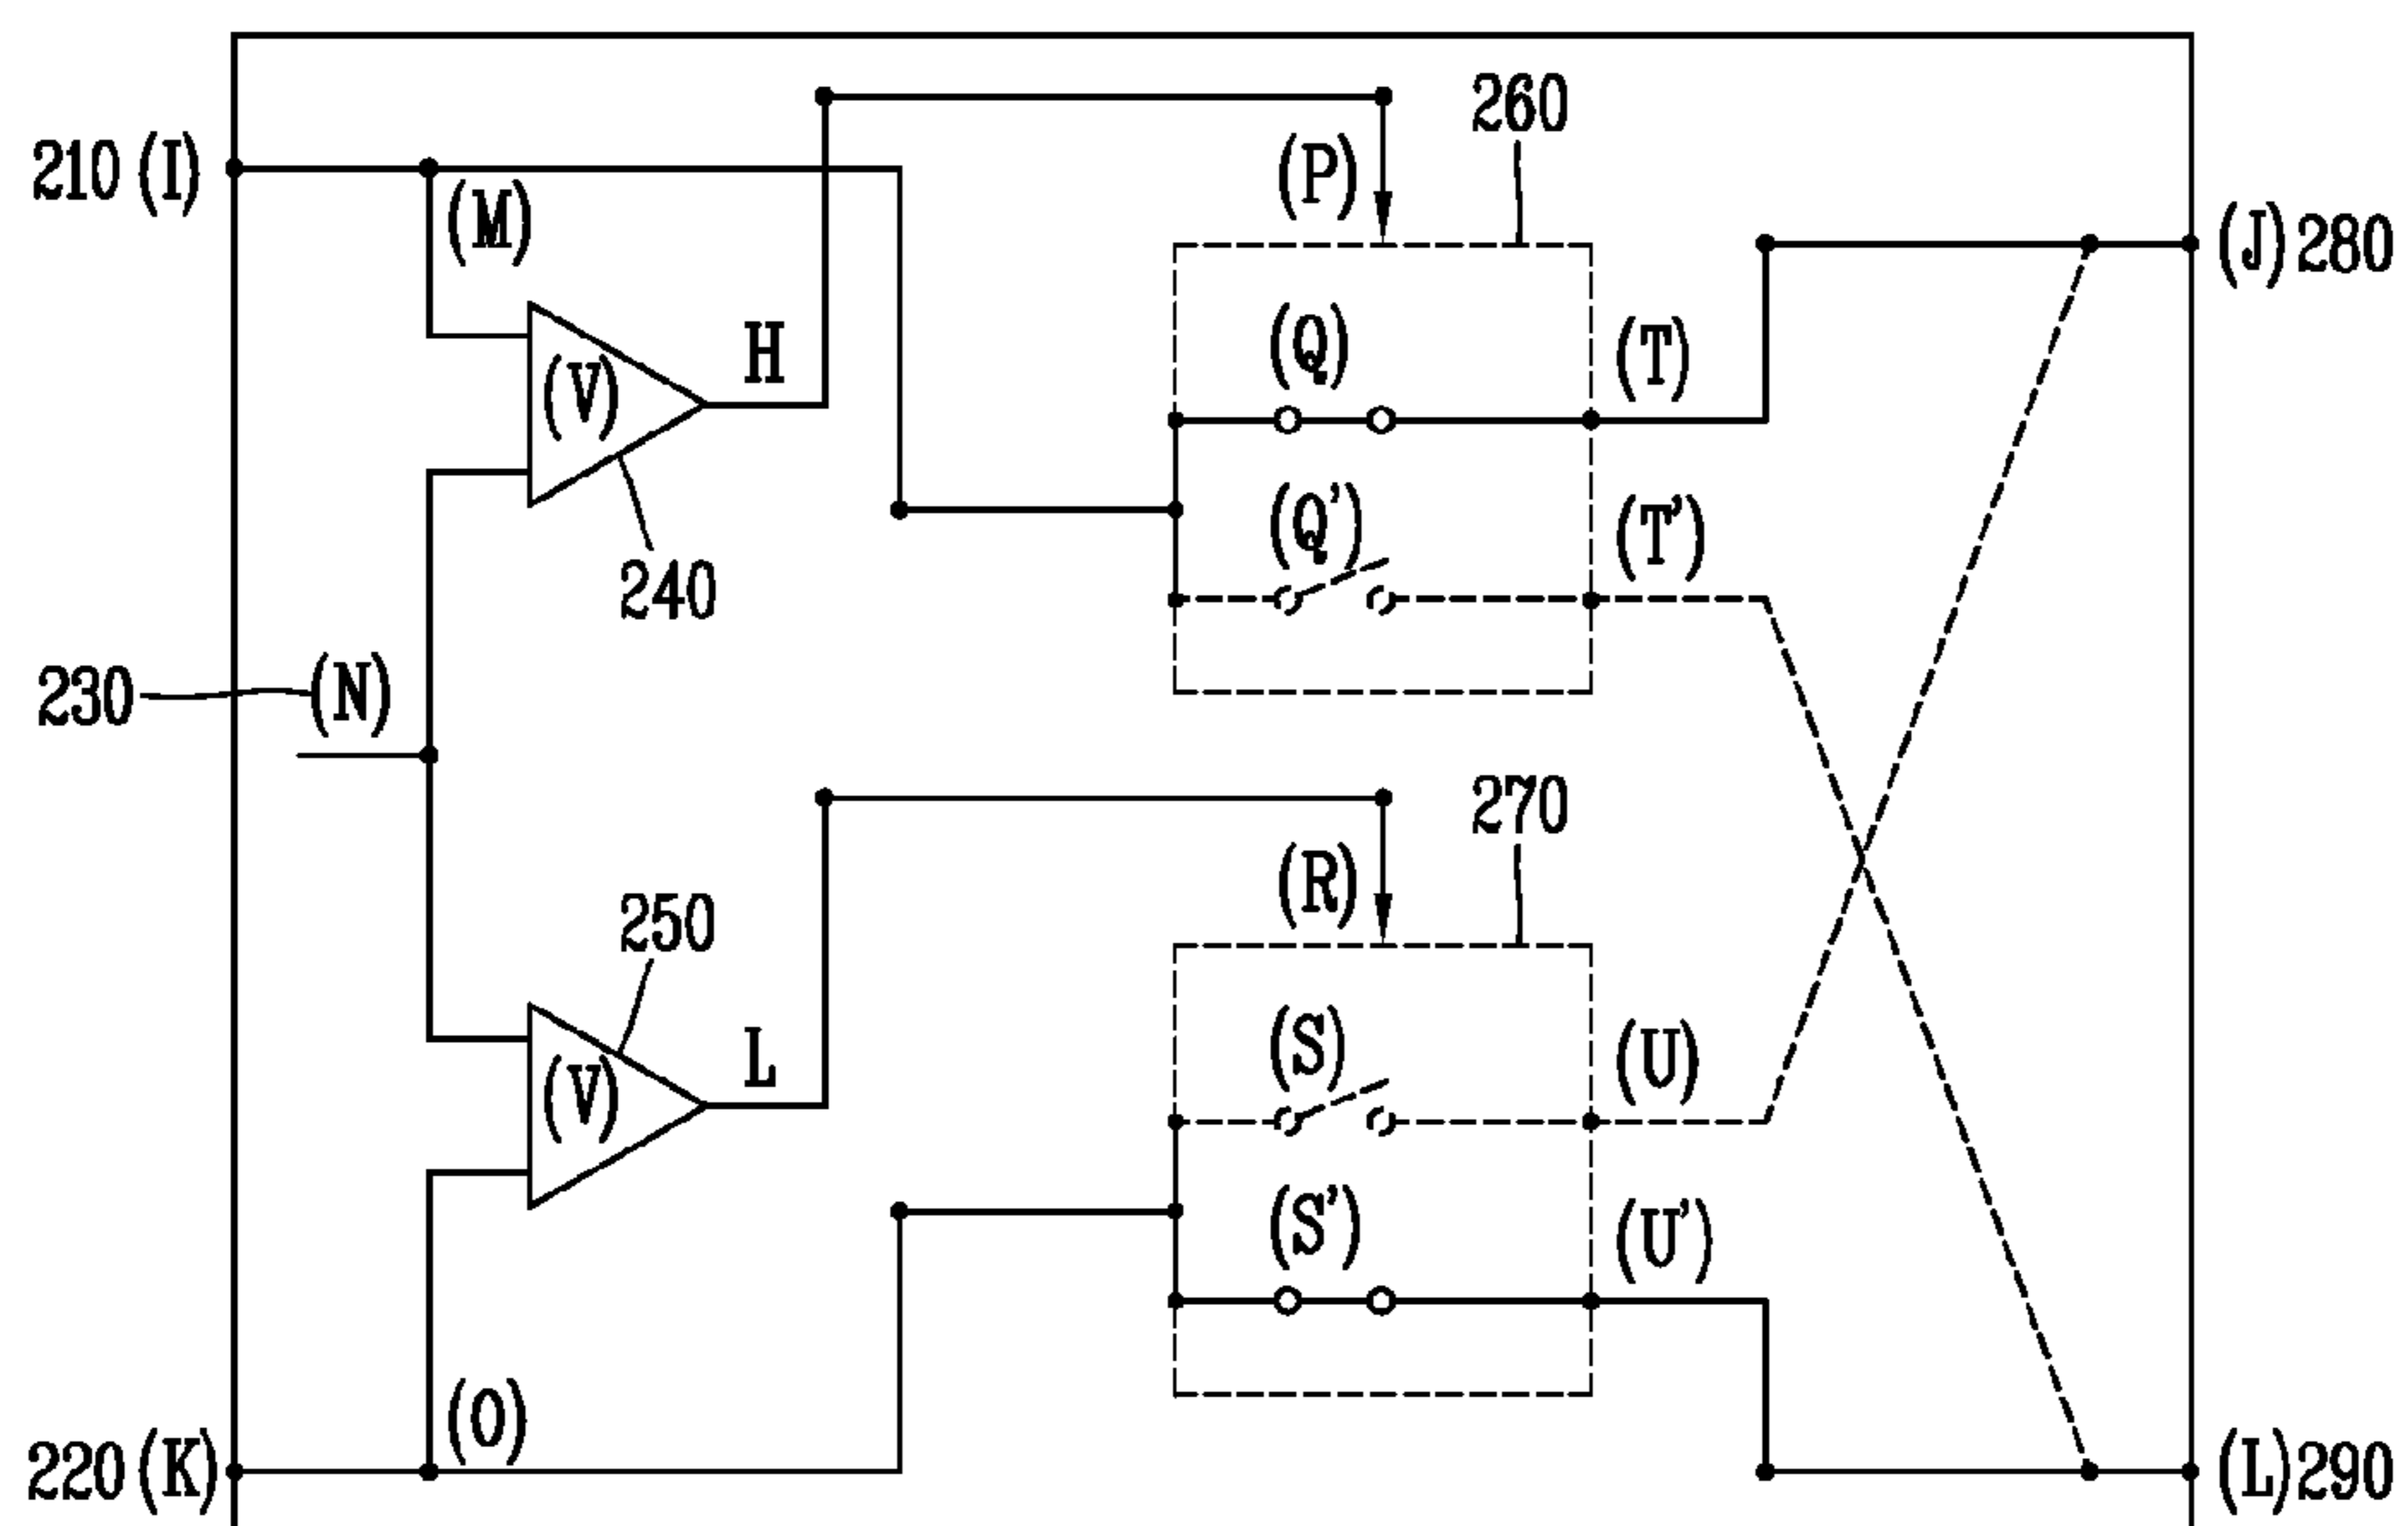 260
210 (I)
(P)
(M)
(J) 280
(Q)
H
(T)
(V)
(Q')
(T')
240
230
(N)
270
(R)
250
(S)
(U)
L
(V)
(S')
(U')
(O)
220 (K)
(L) 290